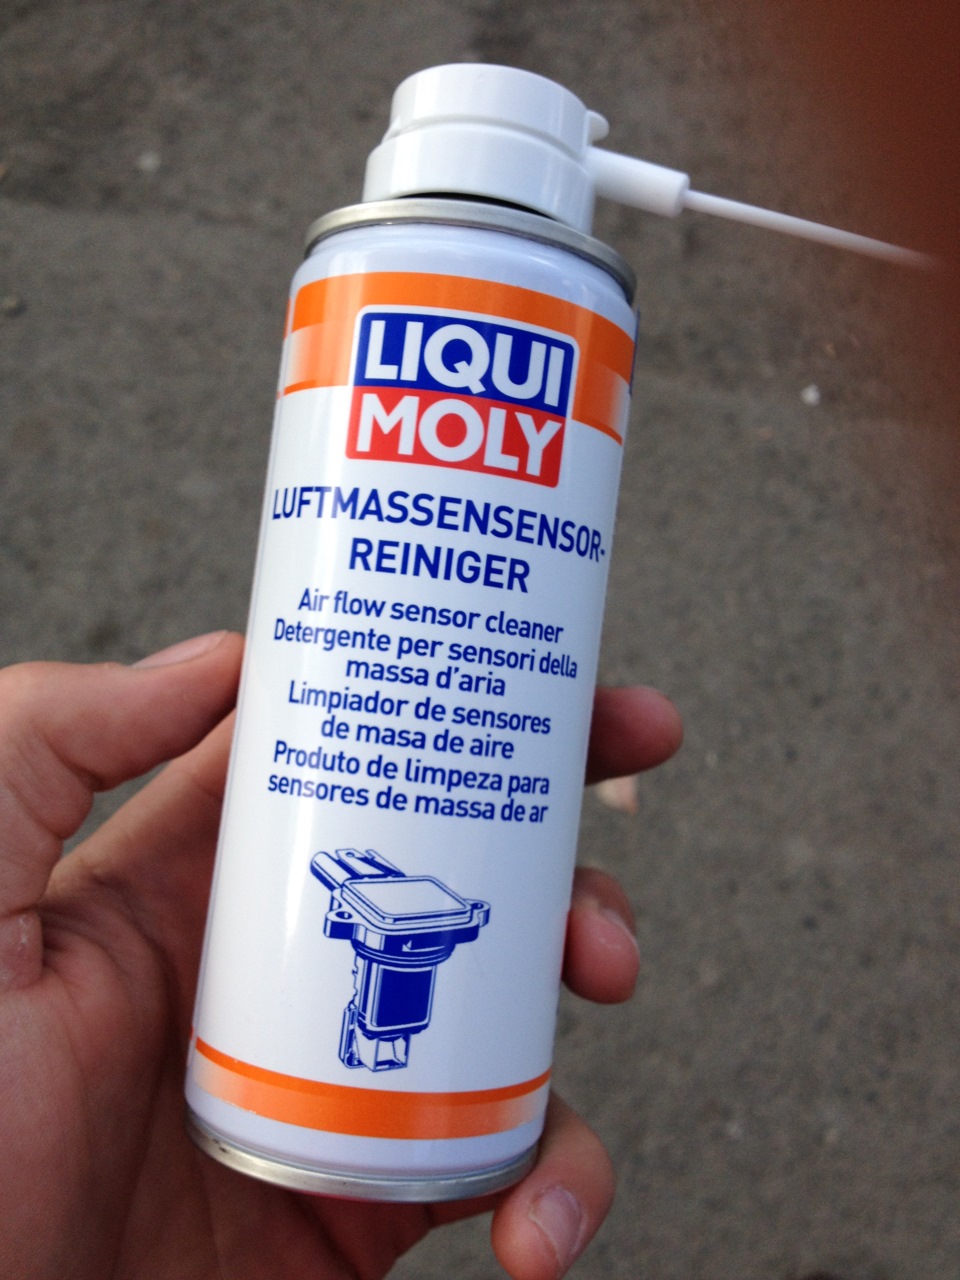 LIQUI
MOLY
LUFTMASSENSENSOR-
REINIGER
Air flow sensor cleaner
Detergente per sensori della
massa d'aria
Limpiador de sensores
de masa de aire
Produto de limpeza para
sensores de massa de ar